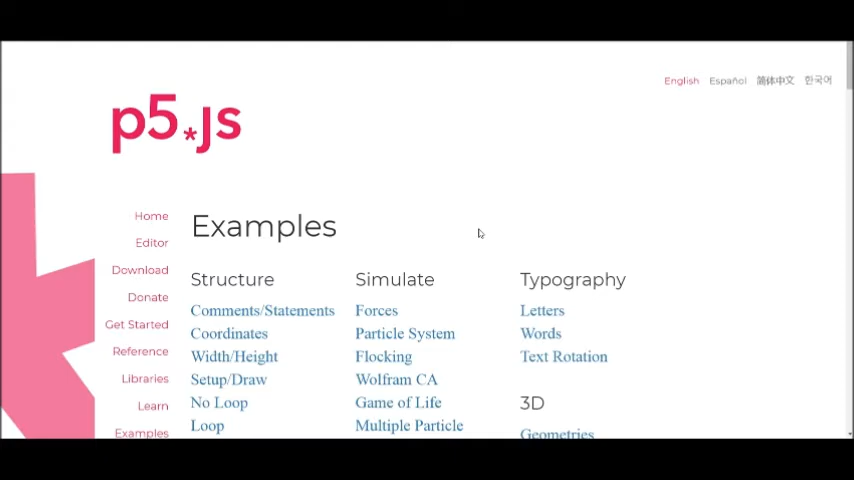 English Español 简体中文 한국어
p5.js
Home
Editor
Download
Donate
Get Started
Reference
Libraries
Learn
Examples
Examples
Structure
Comments/Statements
Coordinates
Width/Height
Setup/Draw
No Loop
Loop
Simulate
Forces
Particle System
Flocking
Wolfram CA
Game of Life
Multiple Particle
Typography
Letters
Words
Text Rotation
3D
Geometries